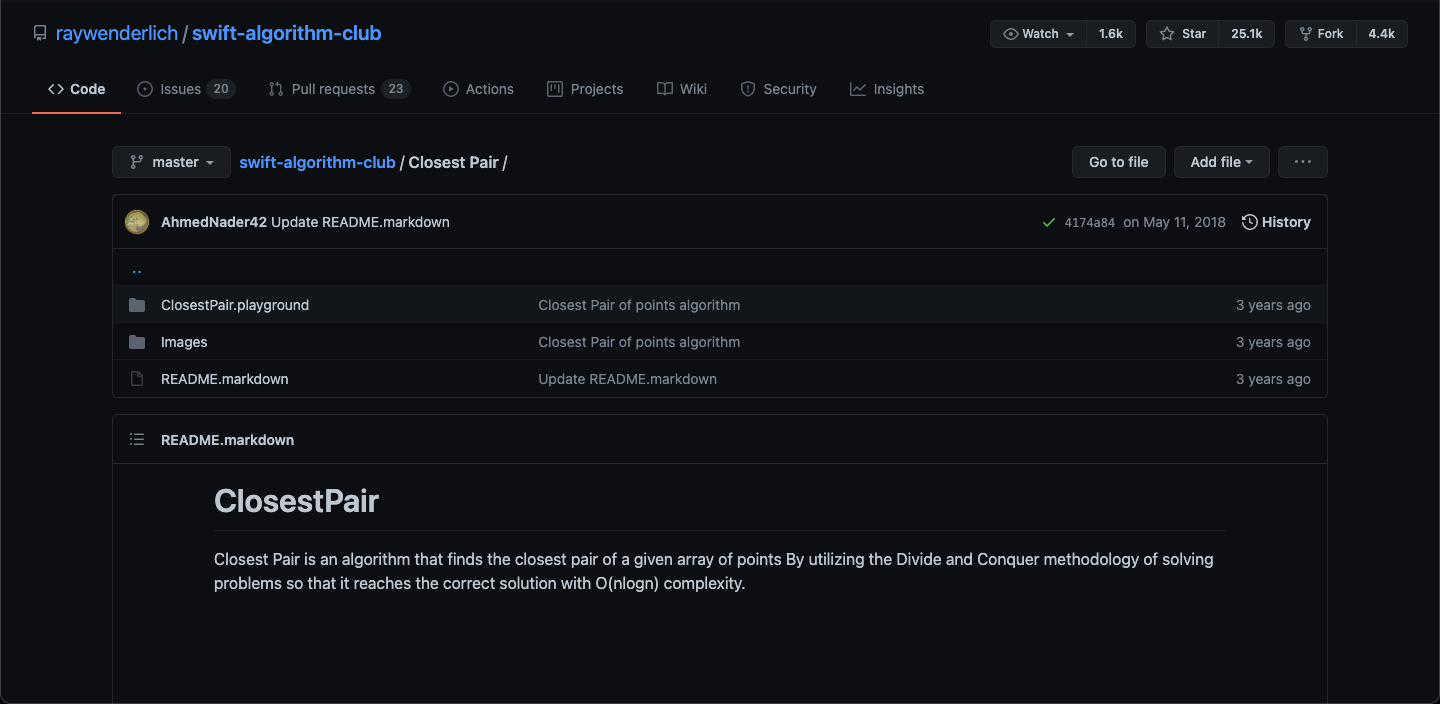 raywenderlich / swift-algorithm-club
Watch 1.6k Star 25.1k Fork 4.4k
Code Issues 20 Pull requests 23 Actions Projects Wiki Security Insights
master swift-algorithm-club / Closest Pair / Go to file Add file ...
AhmedNader42 Update README.markdown 4174a84 on May 11, 2018 History
..
ClosestPair.playground Closest Pair of points algorithm 3 years ago
Images Closest Pair of points algorithm 3 years ago
README.markdown Update README.markdown 3 years ago
README.markdown
ClosestPair
Closest Pair is an algorithm that finds the closest pair of a given array of points By utilizing the Divide and Conquer methodology of solving
problems so that it reaches the correct solution with O(nlogn) complexity.